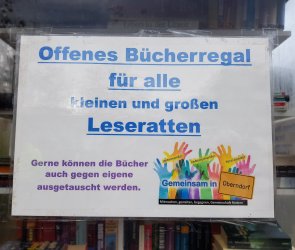 Offenes Bücherregal
für alle
kleinen und großen
Leseratten
Gerne können die Bücher
auch gegen eigene
ausgetauscht werden.
Gemeinsam in
Oberndorf